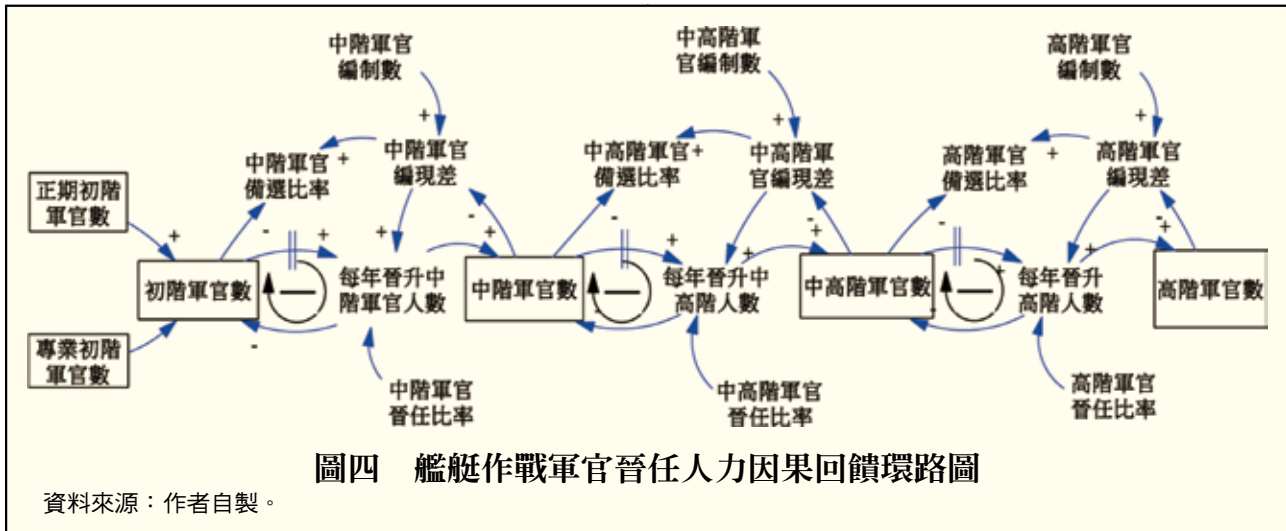 中階軍官
編制數
中高階軍
官編制數
高階軍官
編制數
+
+
+
中階軍官
備選比率
+
中階軍官
編現差
中高階軍官
備選比率
+
中高階軍
官編現差
高階軍官
備選比率
+
高階軍官
編現差
正期初階
軍官數
+
-
+
+
-
+
-
+
+
-
+
-
+
+
-
+
初階軍官數
每年晉升中
階軍官人數
中階軍官數
每年晉升中
高階人數
中高階軍官數
每年晉升
高階人數
高階軍官數
-
-
-
專業初階
軍官數
中階軍官
晉任比率
中高階軍官
晉任比率
高階軍官
晉任比率
圖四 艦艇作戰軍官晉任人力因果回饋環路圖
資料來源：作者自製。